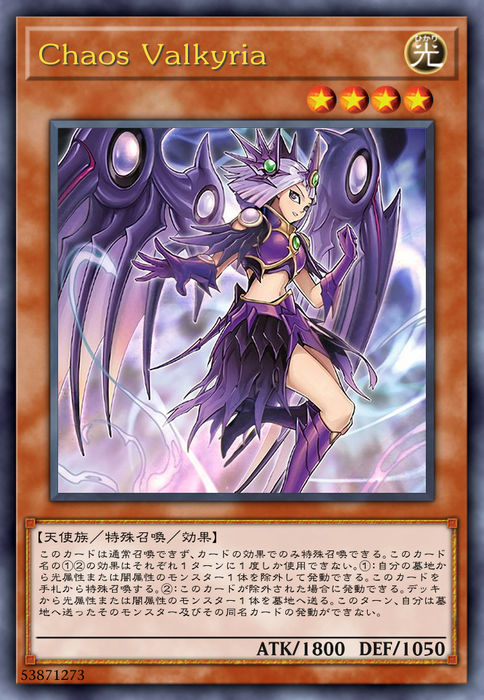 Chaos Valkyria
ひかり
光
【天使族／特殊召喚／効果】
このカードは通常召喚できず、カードの効果でのみ特殊召喚できる。このカード
名の①②の効果はそれぞれ１ターンに１度しか使用できない。①：自分の墓地か
ら光属性または闇属性のモンスター１体を除外して発動できる。このカードを
手札から特殊召喚する。②：このカードが除外された場合に発動できる。デッキ
から光属性または闇属性のモンスター１体を墓地へ送る。このターン、自分は墓
地へ送ったそのモンスター及びその同名カードの発動ができない。
ATK/1800 DEF/1050
53871273